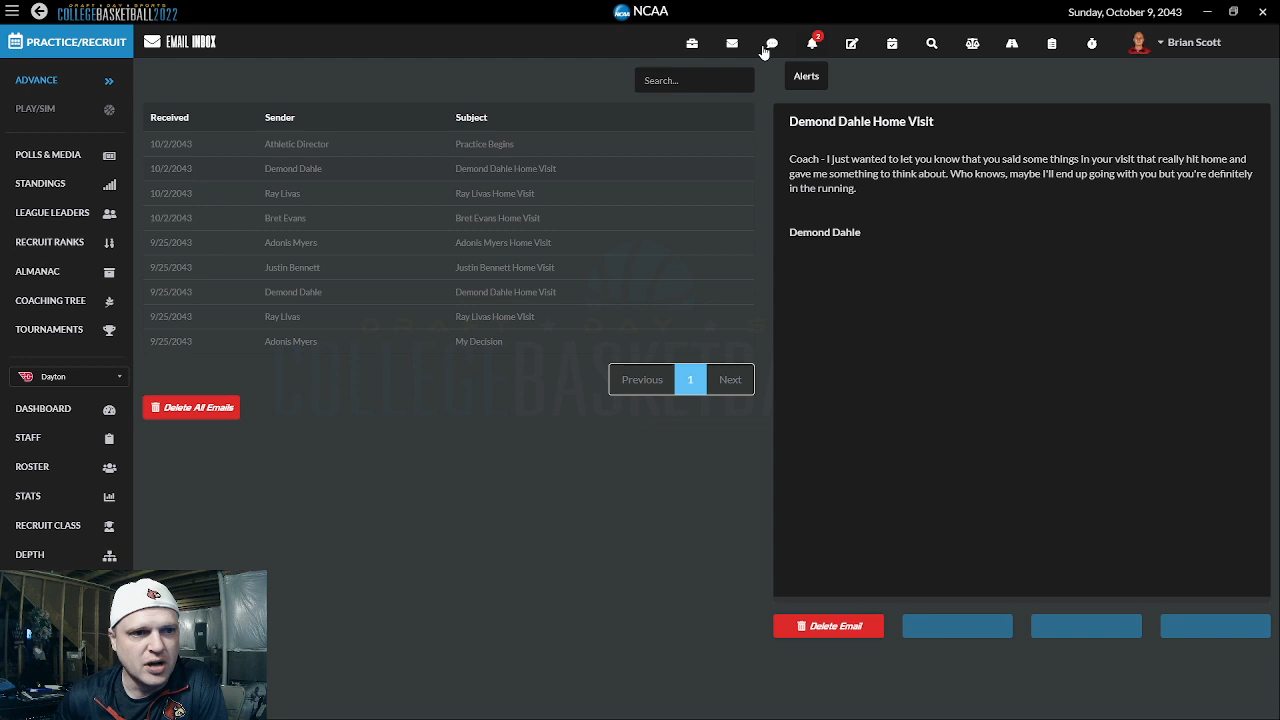 DRAFT DAY SPORTS
COLLEGE BASKETBALL 2022
NCAA
Sunday, October 9, 2043
PRACTICE/RECRUIT
EMAIL INBOX
2
Brian Scott
ADVANCE
PLAY/SIM
POLLS & MEDIA
STANDINGS
LEAGUE LEADERS
RECRUIT RANKS
ALMANAC
COACHING TREE
TOURNAMENTS
Dayton
DASHBOARD
STAFF
ROSTER
STATS
RECRUIT CLASS
DEPTH
Search...
Received Sender Subject
10/2/2043 Athletic Director Practice Begins
10/2/2043 Demond Dahle Demond Dahle Home Visit
10/2/2043 Ray Livas Ray Livas Home Visit
10/2/2043 Bret Evans Bret Evans Home Visit
9/25/2043 Adonis Myers Adonis Myers Home Visit
9/25/2043 Justin Bennett Justin Bennett Home Visit
9/25/2043 Demond Dahle Demond Dahle Home Visit
9/25/2043 Ray Livas Ray Livas Home Visit
9/25/2043 Adonis Myers My Decision
Previous 1 Next
Delete All Emails
Alerts
Demond Dahle Home Visit
Coach - I just wanted to let you know that you said some things in your visit that really hit home and
gave me something to think about. Who knows, maybe I'll end up going with you but you're definitely
in the running.
Demond Dahle
Delete Email